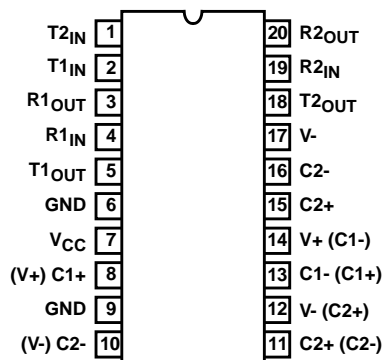 T2IN 1
T1IN 2
R1OUT 3
R1IN 4
T1OUT 5
GND 6
VCC 7
(V+) C1+ 8
GND 9
(V-) C2- 10
20 R2OUT
19 R2IN
18 T2OUT
17 V-
16 C2-
15 C2+
14 V+ (C1-)
13 C1- (C1+)
12 V- (C2+)
11 C2+ (C2-)